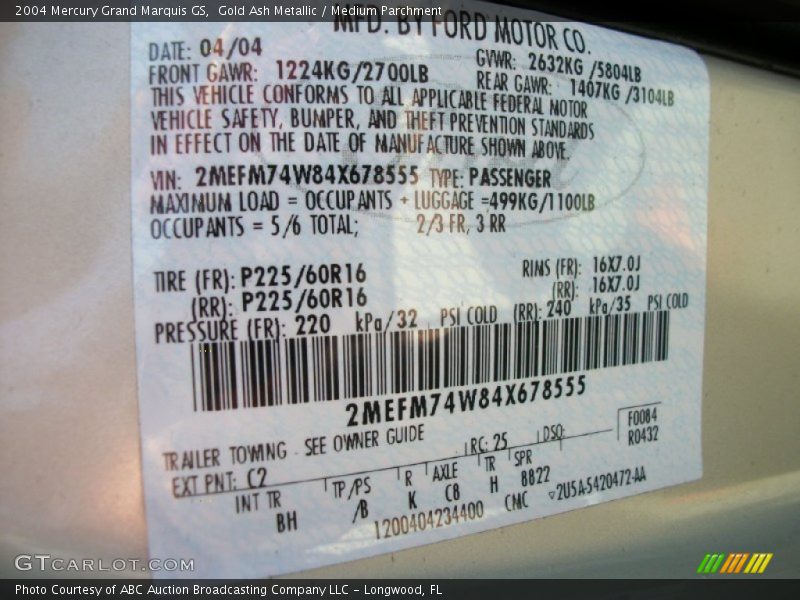 2004 Mercury Grand Marquis GS,  Gold Ash Metallic / Medium Parchment
MFD. BY FORD MOTOR CO.
DATE: 04/04 GVWR: 2632KG /5804LB
FRONT GAWR: 1224KG/2700LB REAR GAWR: 1407KG /3104LB
THIS VEHICLE CONFORMS TO ALL APPLICABLE FEDERAL MOTOR
VEHICLE SAFETY, BUMPER, AND THEFT PREVENTION STANDARDS
IN EFFECT ON THE DATE OF MANUFACTURE SHOWN ABOVE.
VIN: 2MEFM74W84X678555 TYPE: PASSENGER
MAXIMUM LOAD = OCCUPANTS + LUGGAGE =499KG/1100LB
OCCUPANTS = 5/6 TOTAL; 2/3 FR, 3 RR
TIRE (FR): P225/60R16 RIMS (FR): 16X7.0J
(RR): P225/60R16 (RR): 16X7.0J
PRESSURE (FR): 220 kPa/32 PSI COLD (RR): 240 kPa/35 PSI COLD
2MEFM74W84X678555
TRAILER TOWING - SEE OWNER GUIDE
F0084
EXT PNT: C2 RC: 25 DSO: R0432
INT TR TP/PS R AXLE TR SPR
BH /B K C8 H 8822
1200404234400 CNC ▽2U5A-5420472-AA
GTCARLOT.COM
Photo Courtesy of ABC Auction Broadcasting Company LLC - Longwood, FL